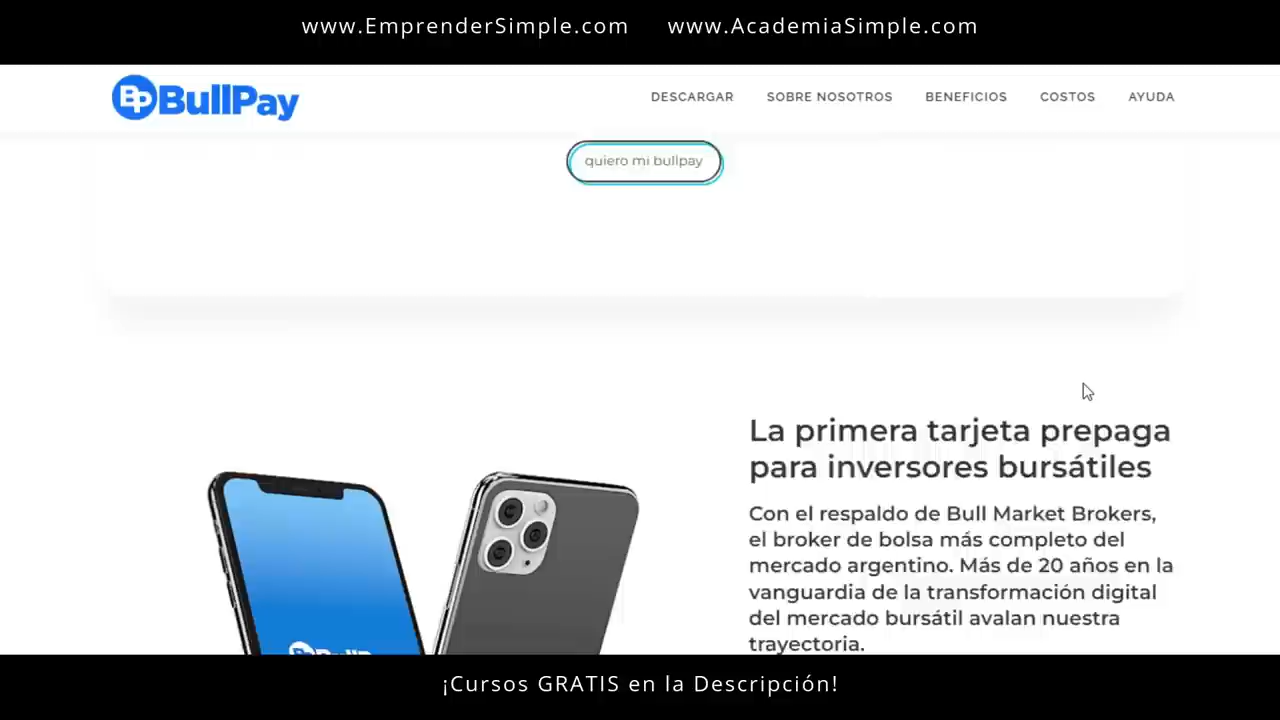 www.EmprenderSimple.com www.AcademiaSimple.com
BP BullPay
DESCARGAR SOBRE NOSOTROS BENEFICIOS COSTOS AYUDA
quiero mi bullpay
La primera tarjeta prepaga
para inversores bursátiles
Con el respaldo de Bull Market Brokers,
el broker de bolsa más completo del
mercado argentino. Más de 20 años en la
vanguardia de la transformación digital
del mercado bursátil avalan nuestra
trayectoria.
¡Cursos GRATIS en la Descripción!